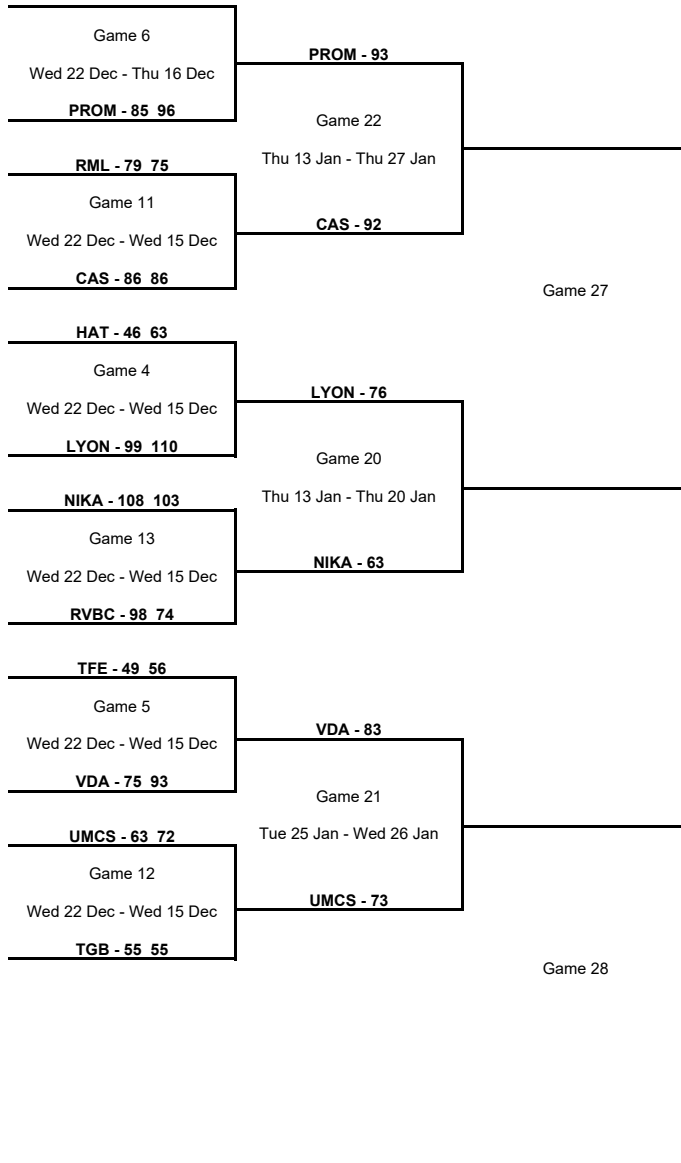 Game 6
Wed 22 Dec - Thu 16 Dec
PROM - 85  96
RML - 79  75
Game 11
Wed 22 Dec - Wed 15 Dec
CAS - 86  86
PROM - 93
Game 22
Thu 13 Jan - Thu 27 Jan
CAS - 92
Game 27
HAT - 46  63
Game 4
Wed 22 Dec - Wed 15 Dec
LYON - 99  110
NIKA - 108  103
Game 13
Wed 22 Dec - Wed 15 Dec
RVBC - 98  74
LYON - 76
Game 20
Thu 13 Jan - Thu 20 Jan
NIKA - 63
TFE - 49  56
Game 5
Wed 22 Dec - Wed 15 Dec
VDA - 75  93
UMCS - 63  72
Game 12
Wed 22 Dec - Wed 15 Dec
TGB - 55  55
VDA - 83
Game 21
Tue 25 Jan - Wed 26 Jan
UMCS - 73
Game 28